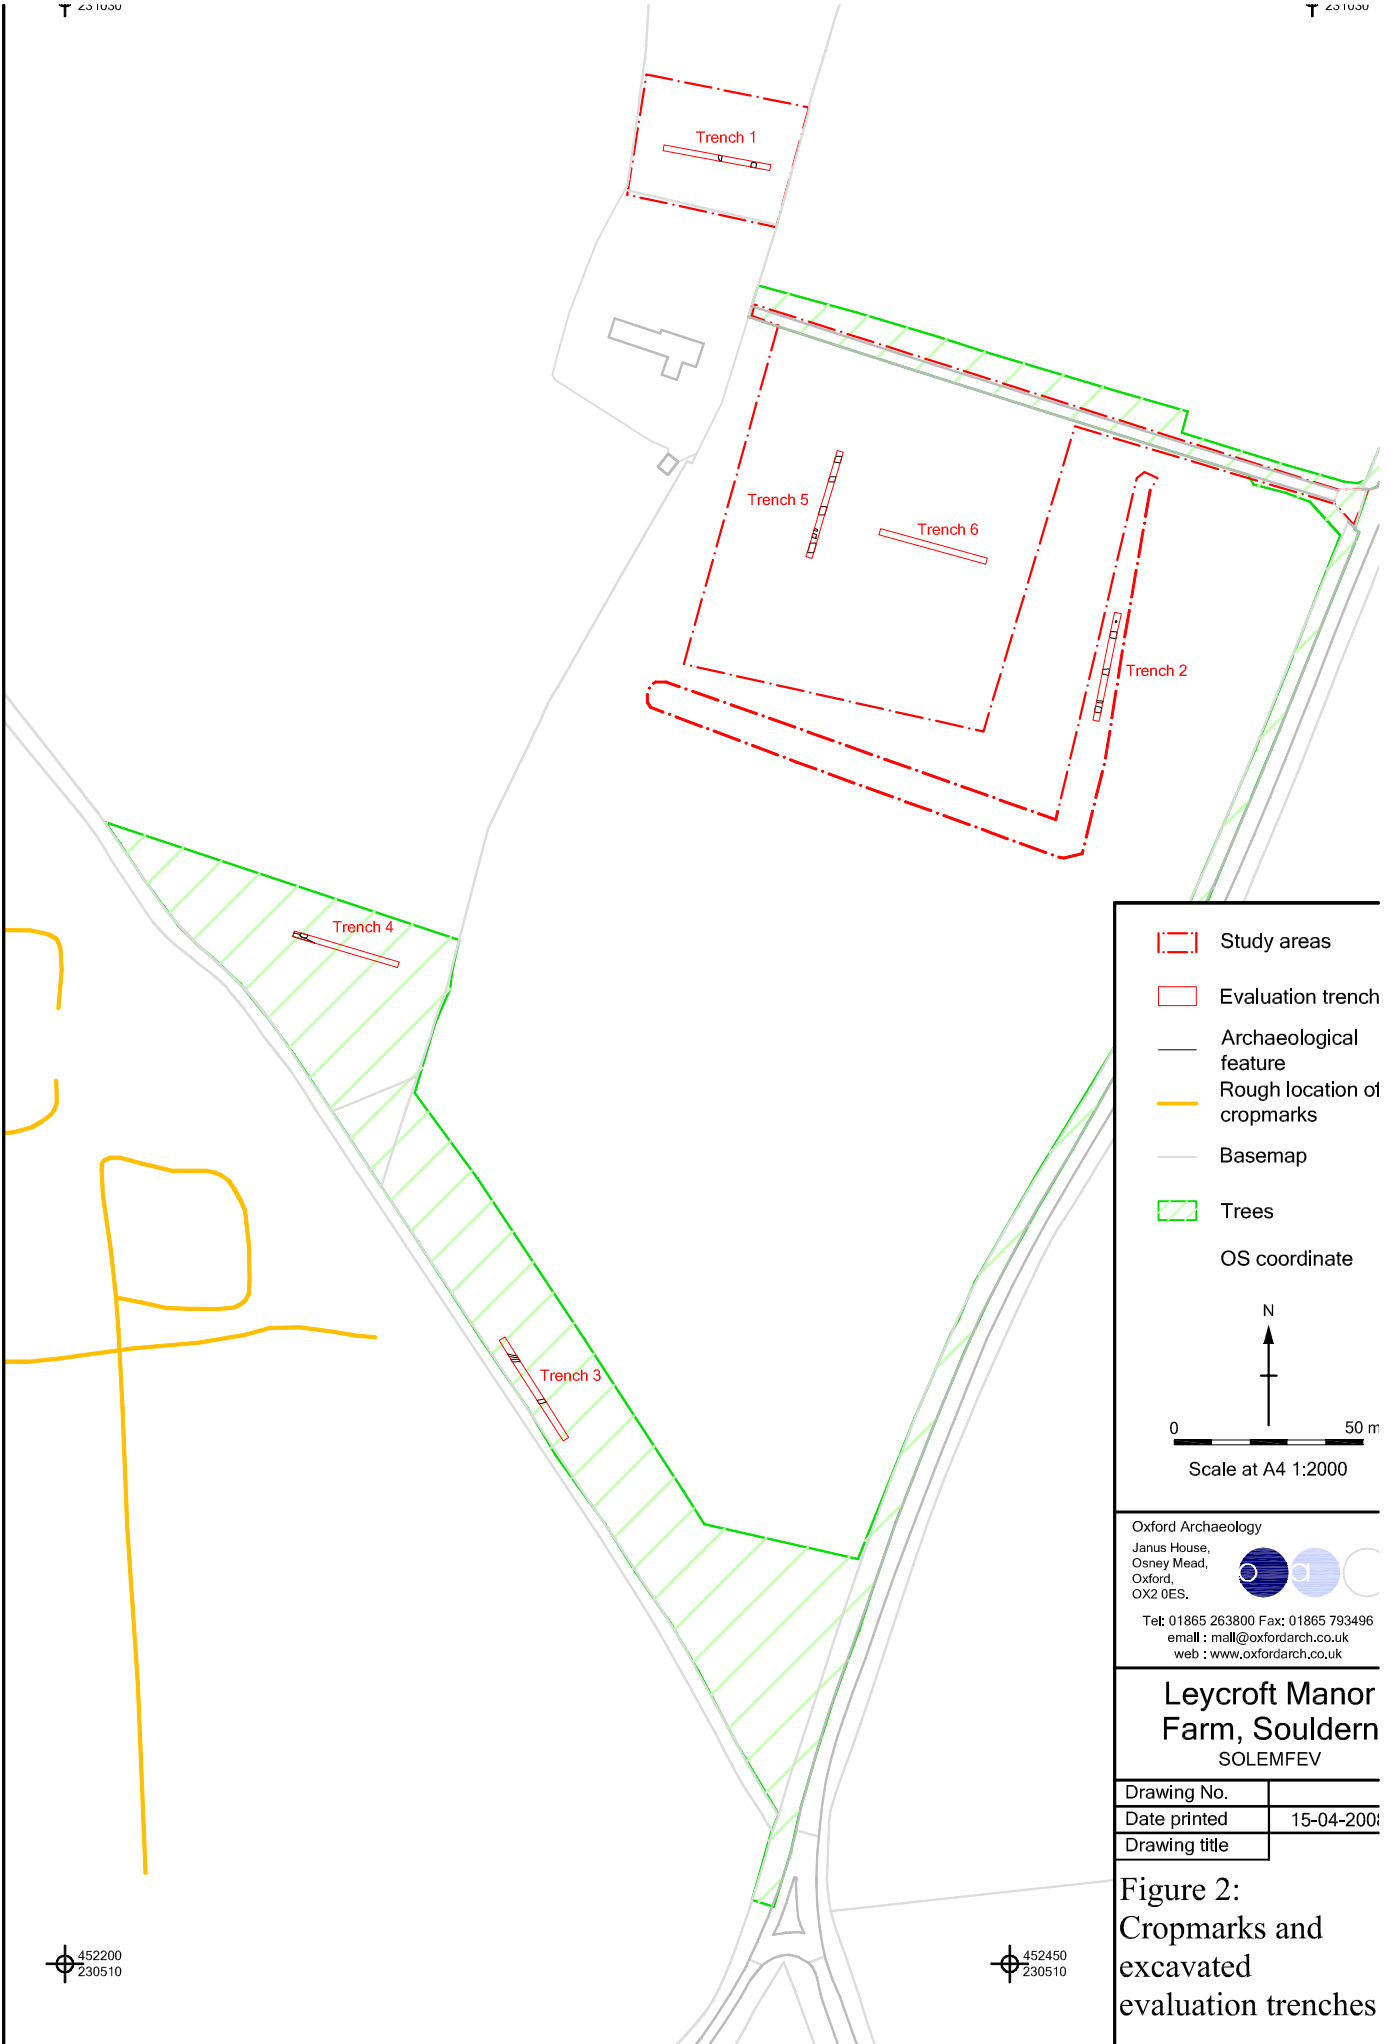 Trench 1
Trench 5
Trench 6
Trench 2
Trench 4
Trench 3
Study areas
Evaluation trench
Archaeological
feature
Rough location of
cropmarks
Basemap
Trees
OS coordinate
N
0 50 m
Scale at A4 1:2000
Oxford Archaeology
Janus House,
Osney Mead,
Oxford,
OX2 0ES.
o a
Tel: 01865 263800 Fax: 01865 793496
email : mail@oxfordarch.co.uk
web : www.oxfordarch.co.uk
Leycroft Manor
Farm, Souldern
SOLEMFEV
Drawing No.
Date printed 15-04-2008
Drawing title
Figure 2:
Cropmarks and
excavated
evaluation trenches
452200
230510
452450
230510